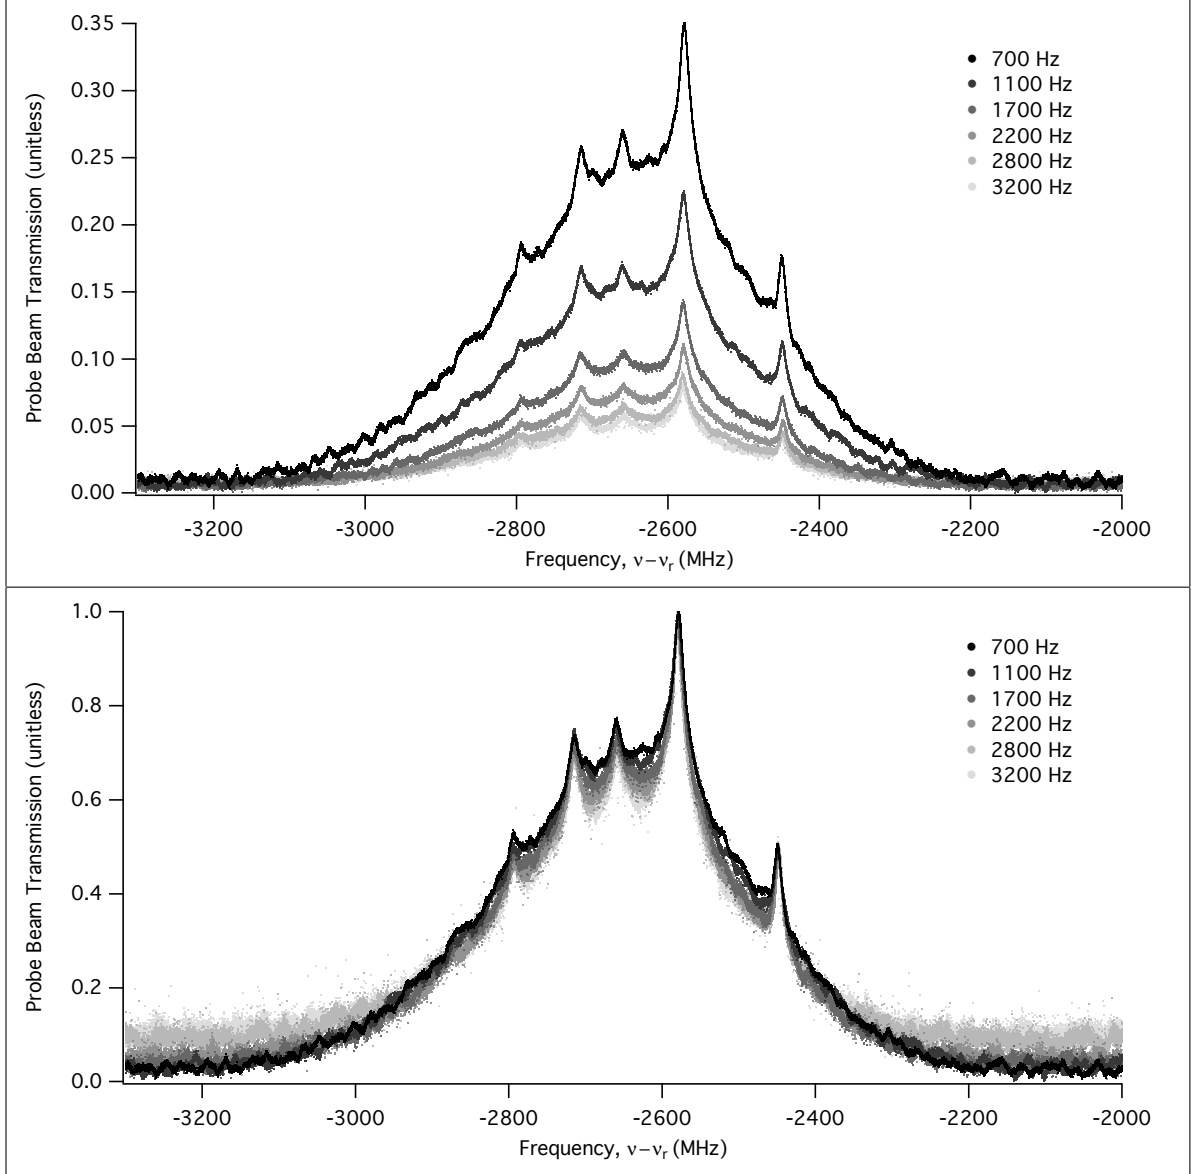 0.35
0.30
0.25
0.20
0.15
0.10
0.05
0.00
Probe Beam Transmission (unitless)
700 Hz
1100 Hz
1700 Hz
2200 Hz
2800 Hz
3200 Hz
-3200 -3000 -2800 -2600 -2400 -2200 -2000
Frequency, ν−νr (MHz)
1.0
0.8
0.6
0.4
0.2
0.0
Probe Beam Transmission (unitless)
700 Hz
1100 Hz
1700 Hz
2200 Hz
2800 Hz
3200 Hz
-3200 -3000 -2800 -2600 -2400 -2200 -2000
Frequency, ν−νr (MHz)